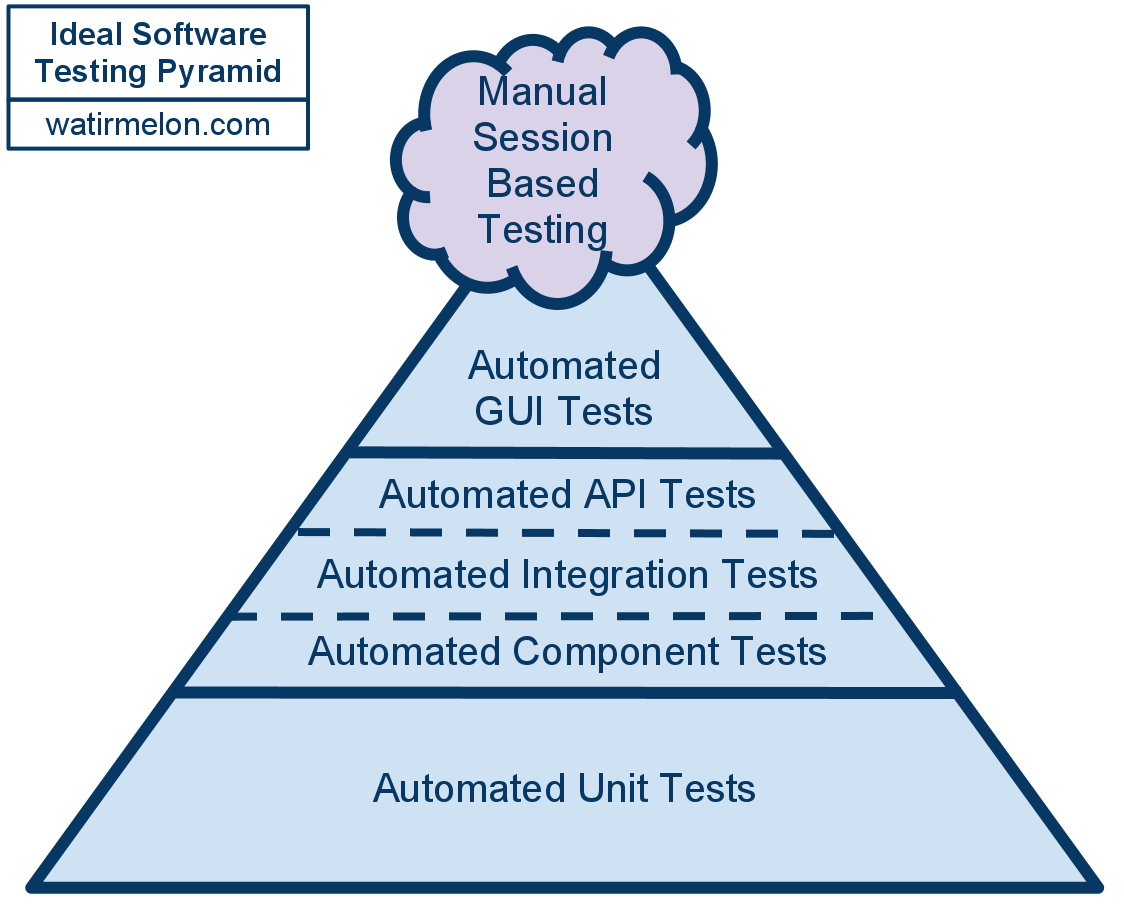 Ideal Software
Testing Pyramid
watirmelon.com
Manual
Session
Based
Testing
Automated
GUI Tests
Automated API Tests
Automated Integration Tests
Automated Component Tests
Automated Unit Tests